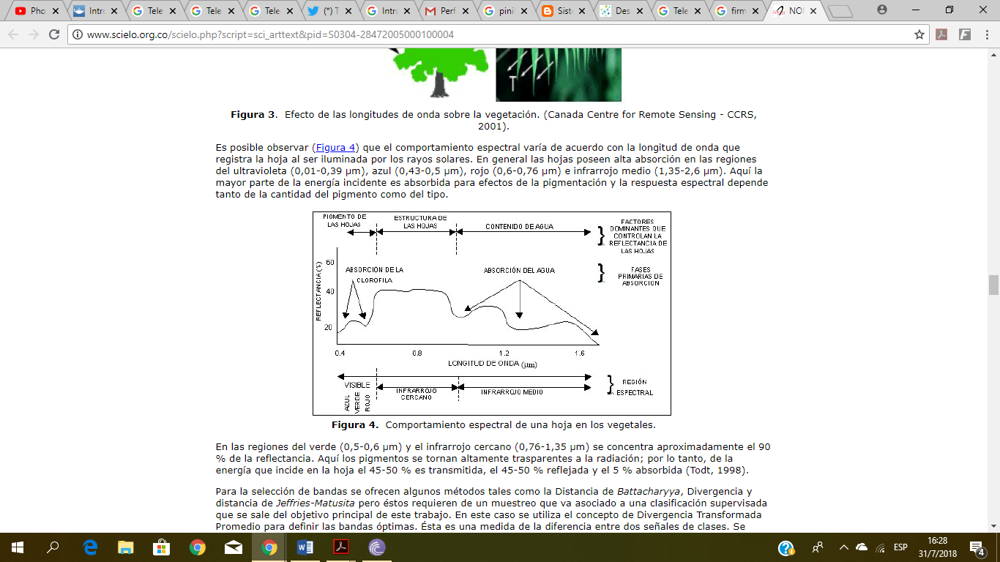 Pho
Intro
Tele
Tele
Tele
(*) T
Intro
Perf
pini
Siste
Des
Tele
firm
NO
www.scielo.org.co/scielo.php?script=sci_arttext&pid=S0304-28472005000100004
T
Figura 3. Efecto de las longitudes de onda sobre la vegetación. (Canada Centre for Remote Sensing - CCRS,
2001).
Es posible observar (Figura 4) que el comportamiento espectral varía de acuerdo con la longitud de onda que
registra la hoja al ser iluminada por los rayos solares. En general las hojas poseen alta absorción en las regiones
del ultravioleta (0,01-0,39 µm), azul (0,43-0,5 µm), rojo (0,6-0,76 µm) e infrarrojo medio (1,35-2,6 µm). Aquí la
mayor parte de la energía incidente es absorbida para efectos de la pigmentación y la respuesta espectral depende
tanto de la cantidad del pigmento como del tipo.
PIGMENTO DE
LAS HOJAS
ESTRUCTURA DE
LAS HOJAS
CONTENIDO DE AGUA
} FACTORES
DOMINANTES QUE
CONTROLAN LA
REFLECTANCIA DE
LAS HOJAS
REFLECTANCIA (%)
60
40
20
ABSORCIÓN DE LA
CLOROFILA
ABSORCIÓN DEL AGUA
} FASES
PRIMARIAS DE
ABSORCION
0.4 0.8 1.2 1.6
LONGITUD DE ONDA (µm)
VISIBLE
AZUL
VERDE
ROJO
INFRARROJO
CERCANO
INFRARROJO MEDIO
} REGIÓN
ESPECTRAL
Figura 4. Comportamiento espectral de una hoja en los vegetales.
En las regiones del verde (0,5-0,6 µm) y el infrarrojo cercano (0,76-1,35 µm) se concentra aproximadamente el 90
% de la reflectancia. Aquí los pigmentos se tornan altamente trasparentes a la radiación; por lo tanto, de la
energía que incide en la hoja el 45-50 % es transmitida, el 45-50 % reflejada y el 5 % absorbida (Todt, 1998).
Para la selección de bandas se ofrecen algunos métodos tales como la Distancia de Battacharyya, Divergencia y
distancia de Jeffries-Matusita pero éstos requieren de un muestreo que va asociado a una clasificación supervisada
que se sale del objetivo principal de este trabajo. En este caso se utiliza el concepto de Divergencia Transformada
Promedio para definir las bandas óptimas. Ésta es una medida de la diferencia entre dos señales de clases. Se
ESP
16:28
31/7/2018
4